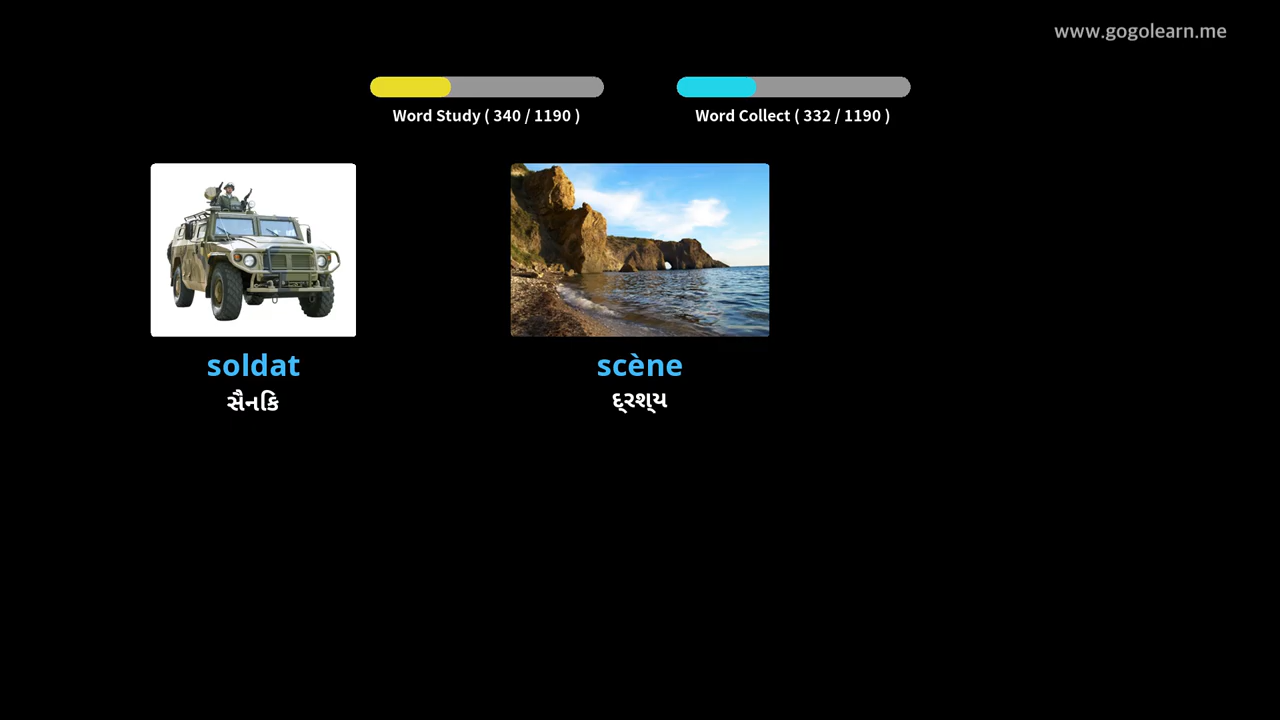 www.gogolearn.me
Word Study ( 340 / 1190 )
Word Collect ( 332 / 1190 )
soldat
સૈનિક
scène
દ્રશ્ય